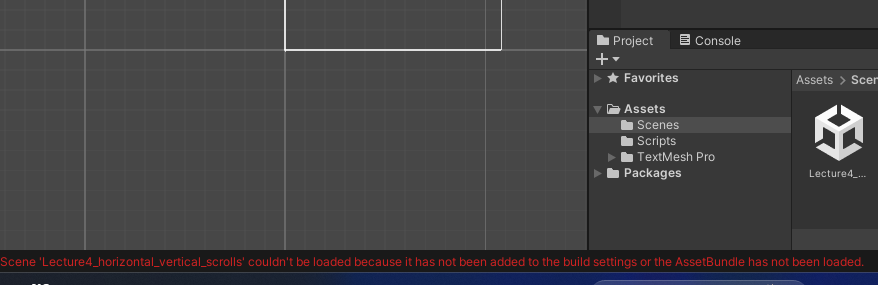 Project
Console
Favorites
Assets > Scen
Assets
Scenes
Scripts
TextMesh Pro
Lecture4_...
Packages
Scene 'Lecture4_horizontal_vertical_scrolls' couldn't be loaded because it has not been added to the build settings or the AssetBundle has not been loaded.